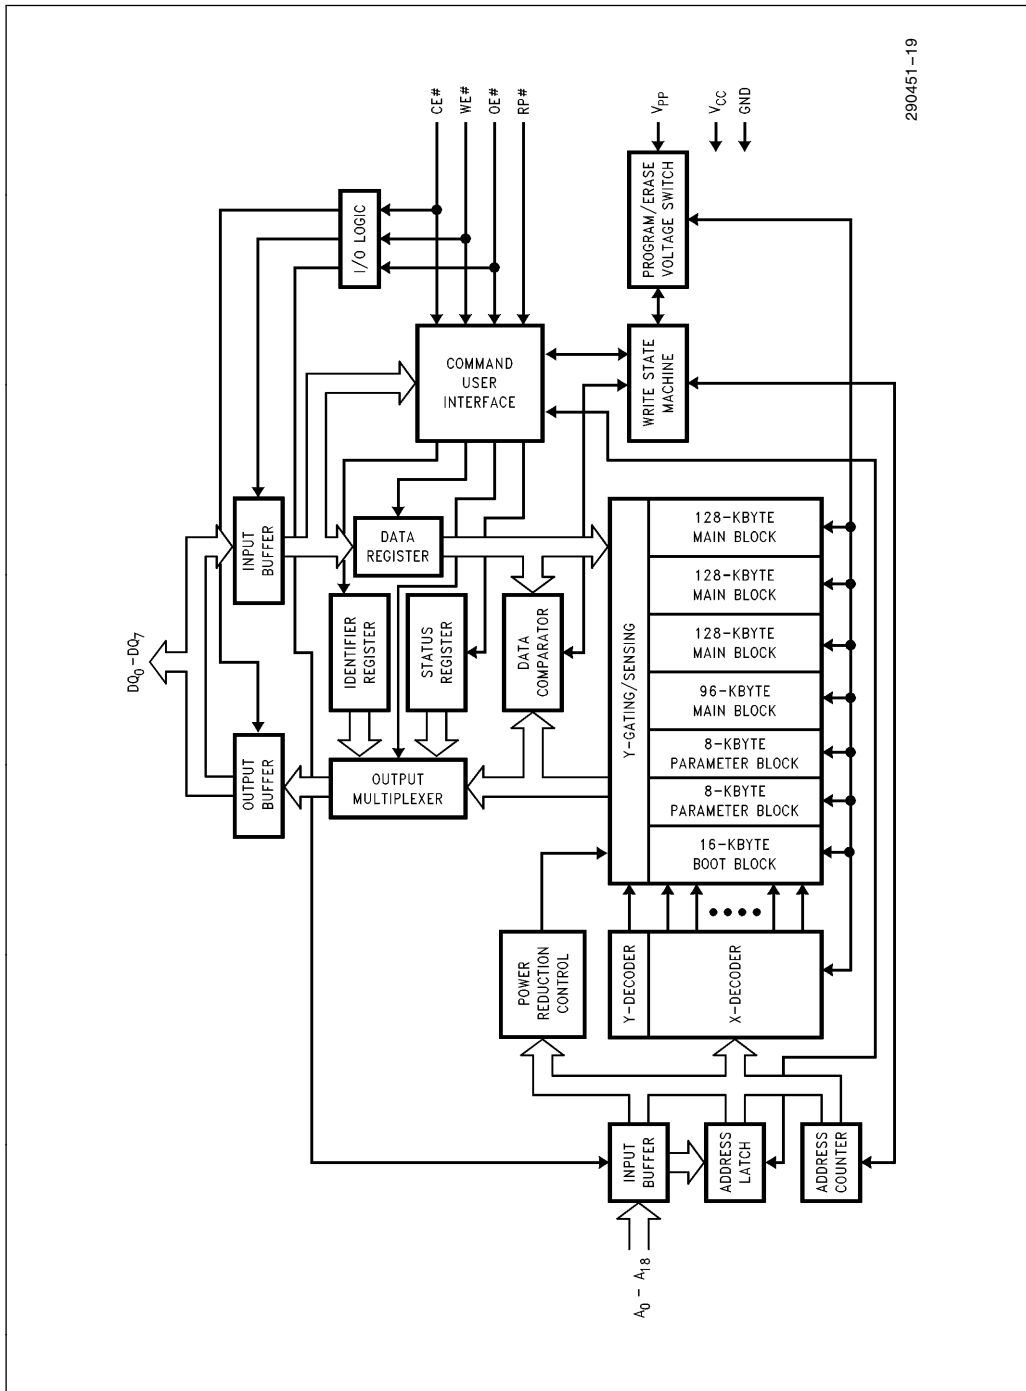 290451-19
DQ0-DQ7
CE#
WE#
OE#
RP#
I/O LOGIC
INPUT
BUFFER
OUTPUT
BUFFER
COMMAND
USER
INTERFACE
DATA
REGISTER
IDENTIFIER
REGISTER
STATUS
REGISTER
OUTPUT
MULTIPLEXER
DATA
COMPARATOR
VPP
VCC
GND
PROGRAM/ERASE
VOLTAGE SWITCH
WRITE STATE
MACHINE
Y-GATING/SENSING
128-KBYTE
MAIN BLOCK
128-KBYTE
MAIN BLOCK
128-KBYTE
MAIN BLOCK
96-KBYTE
MAIN BLOCK
8-KBYTE
PARAMETER BLOCK
8-KBYTE
PARAMETER BLOCK
16-KBYTE
BOOT BLOCK
POWER
REDUCTION
CONTROL
Y-DECODER
X-DECODER
INPUT
BUFFER
ADDRESS
LATCH
ADDRESS
COUNTER
A0 - A18